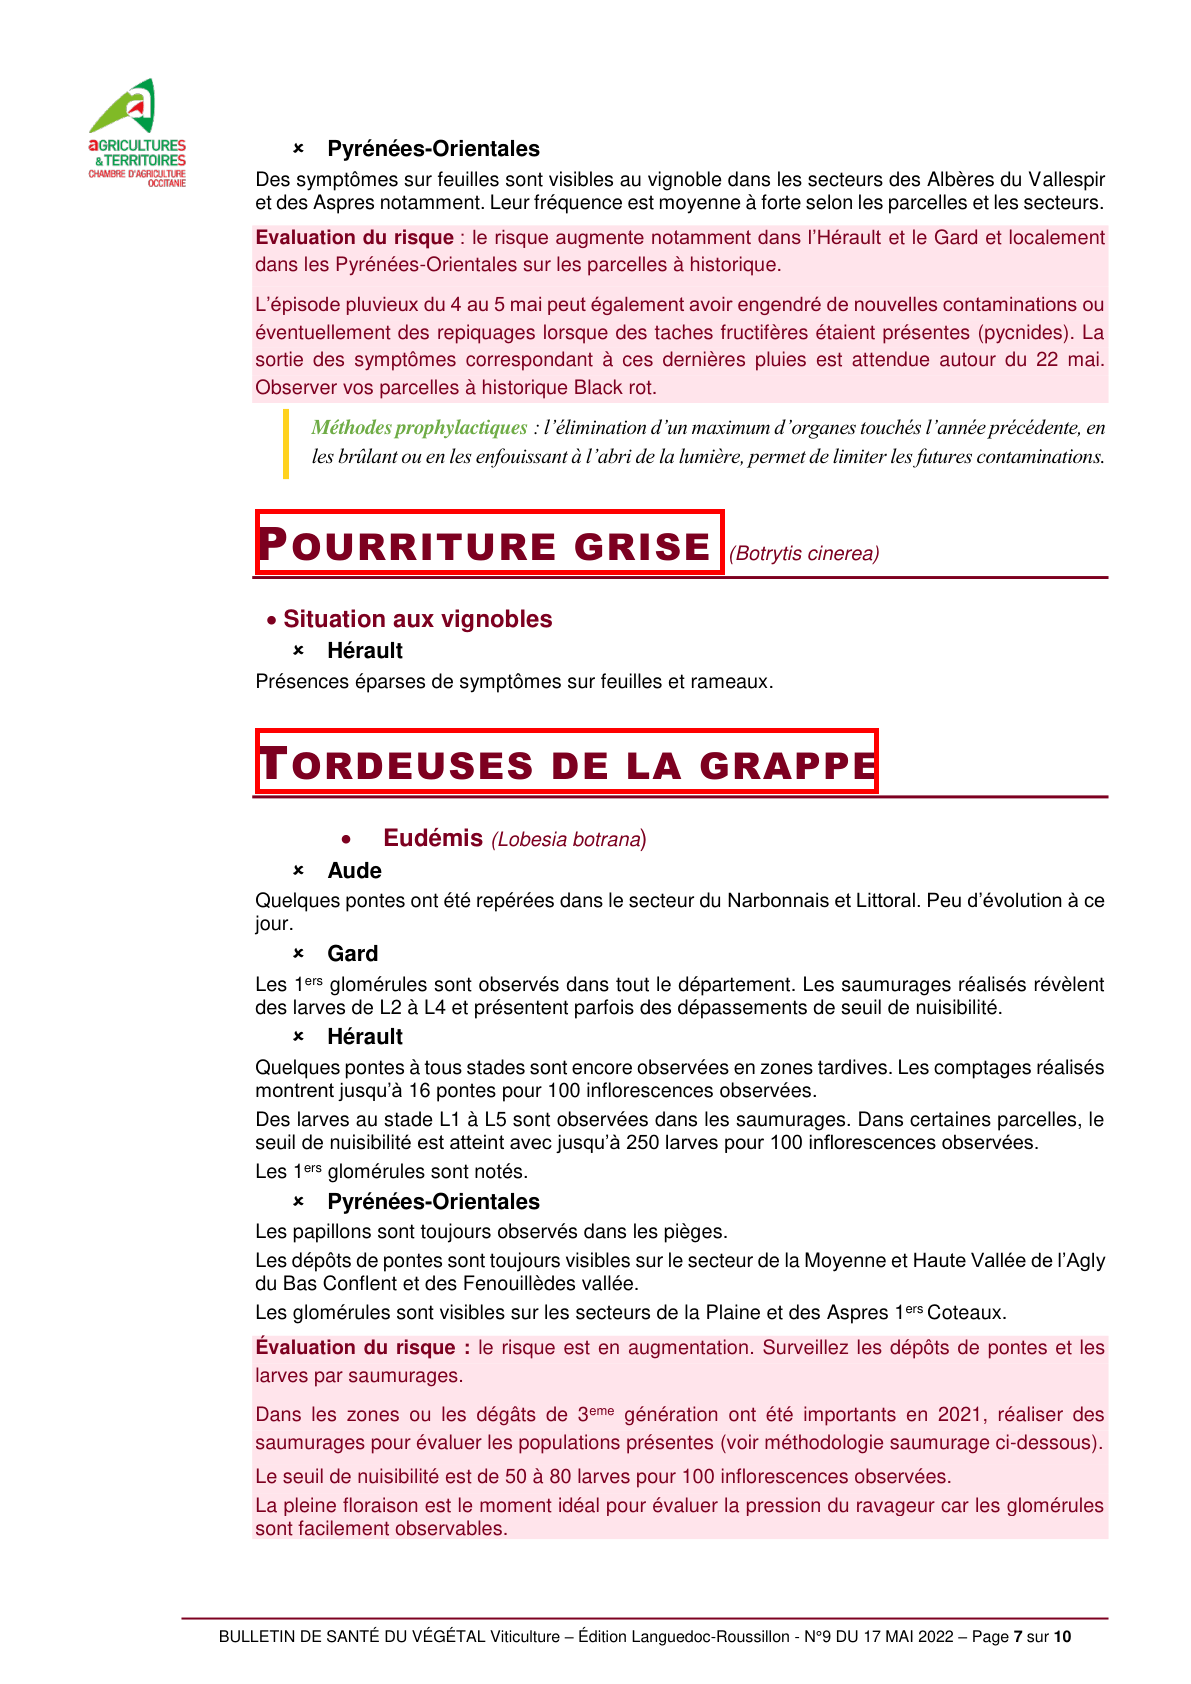 aGRICULTURES
& TERRITOIRES
CHAMBRE D'AGRICULTURE
OCCITANIE
× Pyrénées-Orientales
Des symptômes sur feuilles sont visibles au vignoble dans les secteurs des Albères du Vallespir
et des Aspres notamment. Leur fréquence est moyenne à forte selon les parcelles et les secteurs.
Evaluation du risque : le risque augmente notamment dans l'Hérault et le Gard et localement
dans les Pyrénées-Orientales sur les parcelles à historique.
L'épisode pluvieux du 4 au 5 mai peut également avoir engendré de nouvelles contaminations ou
éventuellement des repiquages lorsque des taches fructifères étaient présentes (pycnides). La
sortie des symptômes correspondant à ces dernières pluies est attendue autour du 22 mai.
Observer vos parcelles à historique Black rot.
Méthodes prophylactiques : l'élimination d'un maximum d'organes touchés l'année précédente, en
les brûlant ou en les enfouissant à l'abri de la lumière, permet de limiter les futures contaminations.
POURRITURE GRISE (Botrytis cinerea)
• Situation aux vignobles
× Hérault
Présences éparses de symptômes sur feuilles et rameaux.
TORDEUSES DE LA GRAPPE
• Eudémis (Lobesia botrana)
× Aude
Quelques pontes ont été repérées dans le secteur du Narbonnais et Littoral. Peu d'évolution à ce
jour.
× Gard
Les 1ers glomérules sont observés dans tout le département. Les saumurages réalisés révèlent
des larves de L2 à L4 et présentent parfois des dépassements de seuil de nuisibilité.
× Hérault
Quelques pontes à tous stades sont encore observées en zones tardives. Les comptages réalisés
montrent jusqu'à 16 pontes pour 100 inflorescences observées.
Des larves au stade L1 à L5 sont observées dans les saumurages. Dans certaines parcelles, le
seuil de nuisibilité est atteint avec jusqu'à 250 larves pour 100 inflorescences observées.
Les 1ers glomérules sont notés.
× Pyrénées-Orientales
Les papillons sont toujours observés dans les pièges.
Les dépôts de pontes sont toujours visibles sur le secteur de la Moyenne et Haute Vallée de l'Agly
du Bas Conflent et des Fenouillèdes vallée.
Les glomérules sont visibles sur les secteurs de la Plaine et des Aspres 1ers Coteaux.
Évaluation du risque : le risque est en augmentation. Surveillez les dépôts de pontes et les
larves par saumurages.
Dans les zones ou les dégâts de 3eme génération ont été importants en 2021, réaliser des
saumurages pour évaluer les populations présentes (voir méthodologie saumurage ci-dessous).
Le seuil de nuisibilité est de 50 à 80 larves pour 100 inflorescences observées.
La pleine floraison est le moment idéal pour évaluer la pression du ravageur car les glomérules
sont facilement observables.
BULLETIN DE SANTÉ DU VÉGÉTAL Viticulture – Édition Languedoc-Roussillon - N°9 DU 17 MAI 2022 – Page 7 sur 10